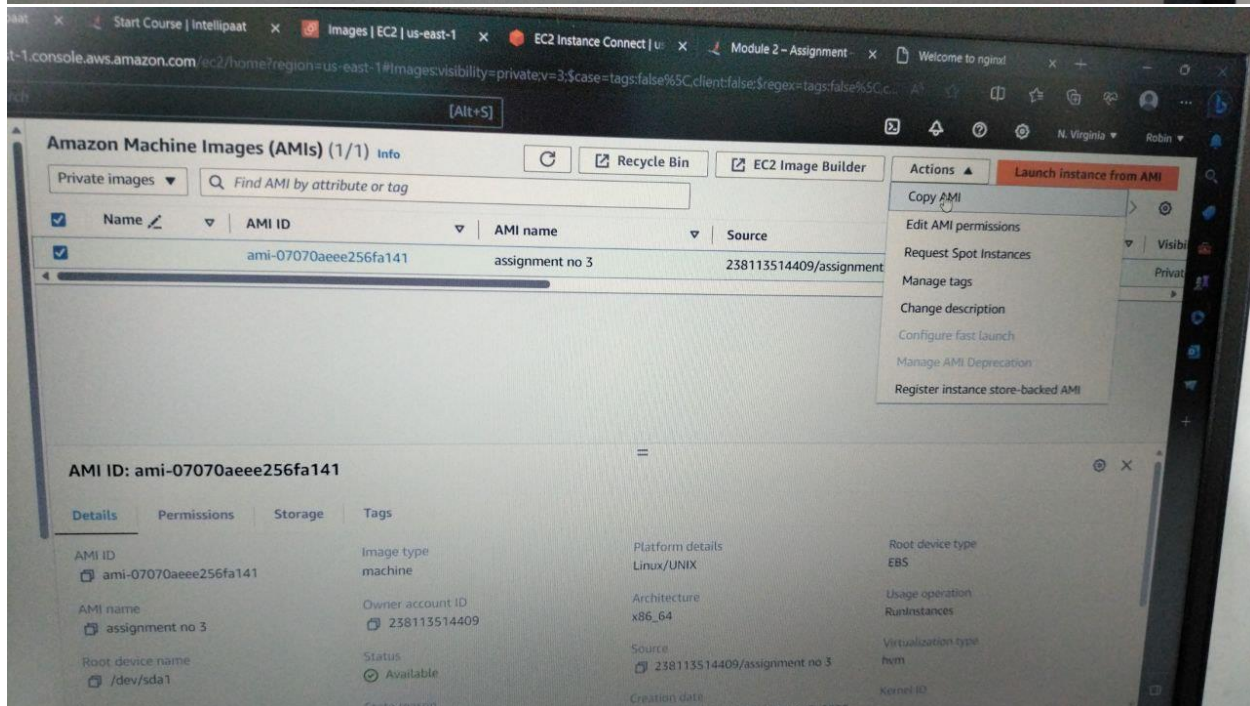 Start Course | Intellipaat
Images | EC2 | us-east-1
EC2 Instance Connect | u
Module 2 – Assignment
Welcome to nginx!
t-1.console.aws.amazon.com/ec2/home?region=us-east-1#Images:visibility=private;v=3;$case=tags:false%5C,client:false;$regex=tags:false%5C,c...
[Alt+S]
N. Virginia
Robin
Amazon Machine Images (AMIs) (1/1) Info
Recycle Bin
EC2 Image Builder
Actions
Launch instance from AMI
Private images
Find AMI by attribute or tag
Copy AMI
Edit AMI permissions
Request Spot Instances
Manage tags
Change description
Configure fast launch
Manage AMI Deprecation
Register instance store-backed AMI
Name
AMI ID
AMI name
Source
Visibi
ami-07070aeee256fa141
assignment no 3
238113514409/assignment
Privat
AMI ID: ami-07070aeee256fa141
Details
Permissions
Storage
Tags
AMI ID
ami-07070aeee256fa141
Image type
machine
Platform details
Linux/UNIX
Root device type
EBS
AMI name
assignment no 3
Owner account ID
238113514409
Architecture
x86_64
Usage operation
RunInstances
Root device name
/dev/sda1
Status
Available
Source
238113514409/assignment no 3
Virtualization type
hvm
Creation date
Kernel ID